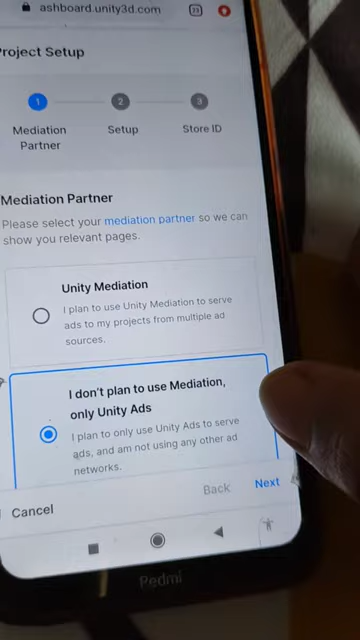 ashboard.unity3d.com
roject Setup
1
2
3
Mediation
Partner
Setup
Store ID
Mediation Partner
Please select your mediation partner so we can
show you relevant pages.
Unity Mediation
I plan to use Unity Mediation to serve
ads to my projects from multiple ad
sources.
I don't plan to use Mediation,
only Unity Ads
I plan to only use Unity Ads to serve
ads, and am not using any other ad
networks.
Cancel
Back
Next
Redmi